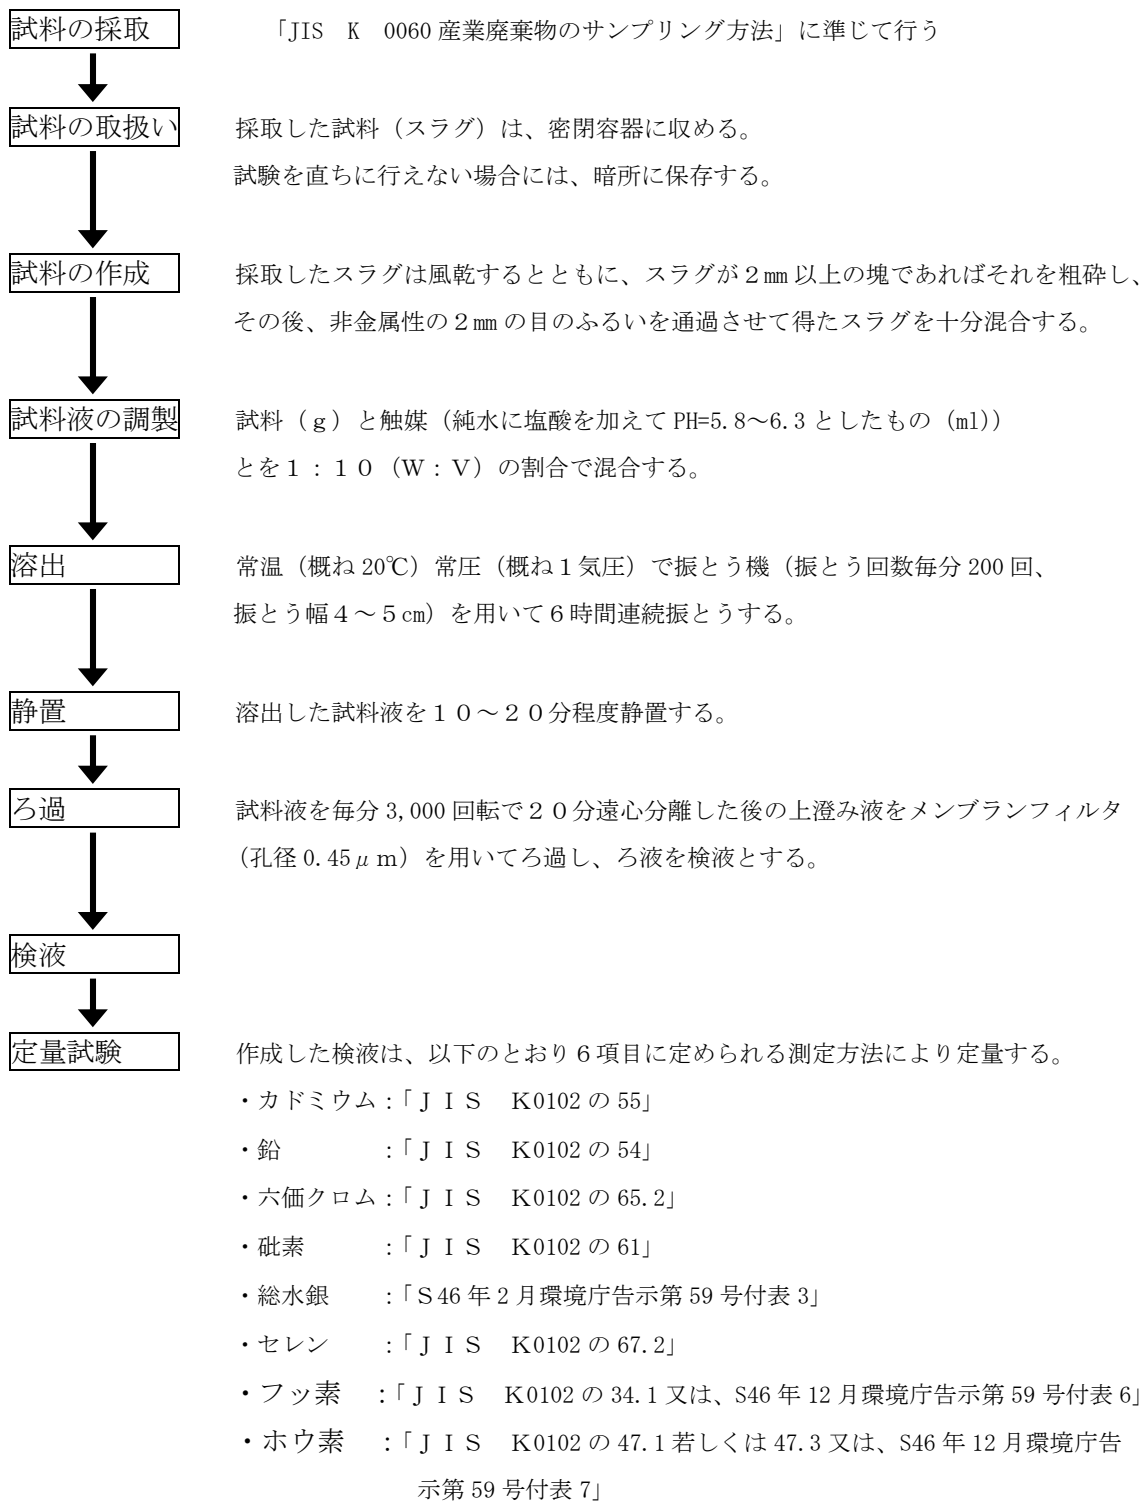 試料の採取　「JIS　K　0060 産業廃棄物のサンプリング方法」に準じて行う
試料の取扱い　採取した試料（スラグ）は、密閉容器に収める。
試験を直ちに行えない場合には、暗所に保存する。
試料の作成　採取したスラグは風乾するとともに、スラグが２㎜以上の塊であればそれを粗砕し、
その後、非金属性の２㎜の目のふるいを通過させて得たスラグを十分混合する。
試料液の調製　試料（ｇ）と触媒（純水に塩酸を加えて PH=5.8～6.3 としたもの（ml））
とを１：１０（Ｗ：Ｖ）の割合で混合する。
溶出　常温（概ね 20℃）常圧（概ね１気圧）で振とう機（振とう回数毎分 200 回、
振とう幅４～５㎝）を用いて６時間連続振とうする。
静置　溶出した試料液を１０～２０分程度静置する。
ろ過　試料液を毎分 3,000 回転で２０分遠心分離した後の上澄み液をメンブランフィルタ
（孔径 0.45μｍ）を用いてろ過し、ろ液を検液とする。
検液
定量試験　作成した検液は、以下のとおり６項目に定められる測定方法により定量する。
・カドミウム：「ＪＩＳ　Ｋ0102 の 55」
・鉛　：「ＪＩＳ　Ｋ0102 の 54」
・六価クロム：「ＪＩＳ　Ｋ0102 の 65.2」
・砒素　：「ＪＩＳ　Ｋ0102 の 61」
・総水銀　：「Ｓ46 年 2 月環境庁告示第 59 号付表 3」
・セレン　：「ＪＩＳ　Ｋ0102 の 67.2」
・フッ素　：「ＪＩＳ　Ｋ0102 の 34.1 又は、S46 年 12 月環境庁告示第 59 号付表 6」
・ホウ素　：「ＪＩＳ　Ｋ0102 の 47.1 若しくは 47.3 又は、S46 年 12 月環境庁告
示第 59 号付表 7」